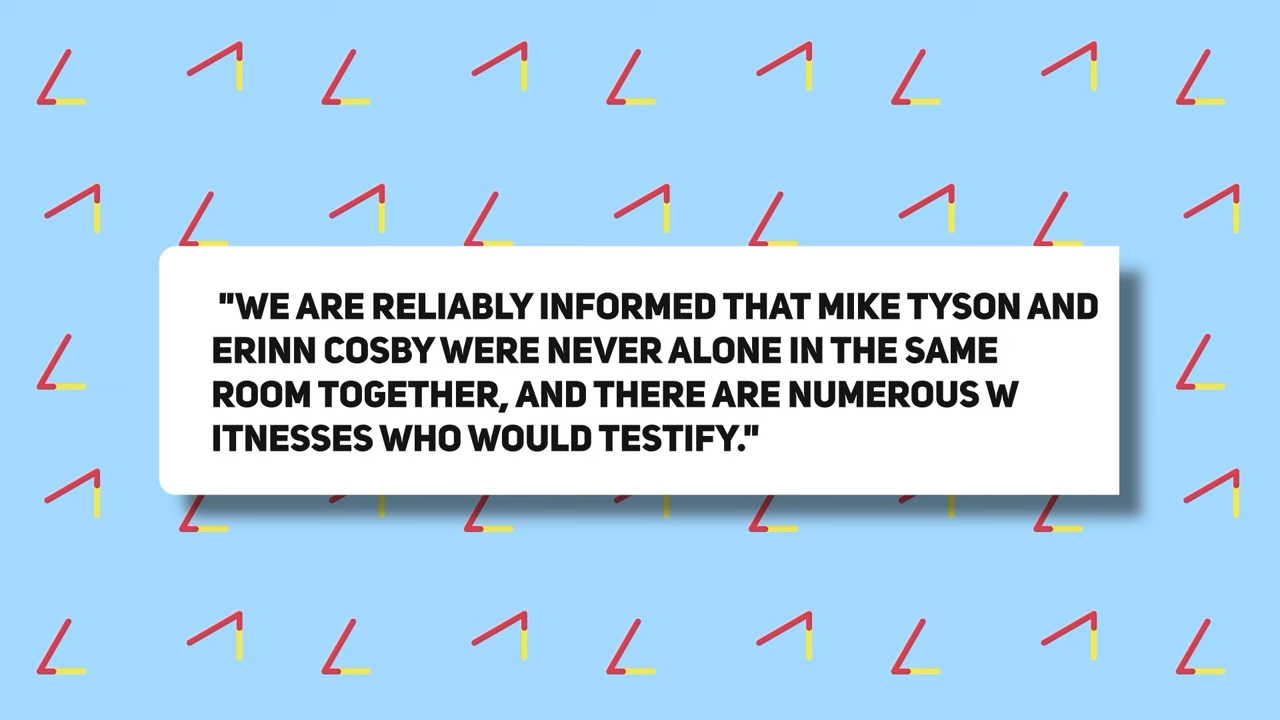 "WE ARE RELIABLY INFORMED THAT MIKE TYSON AND
ERINN COSBY WERE NEVER ALONE IN THE SAME
ROOM TOGETHER, AND THERE ARE NUMEROUS W
ITNESSES WHO WOULD TESTIFY."